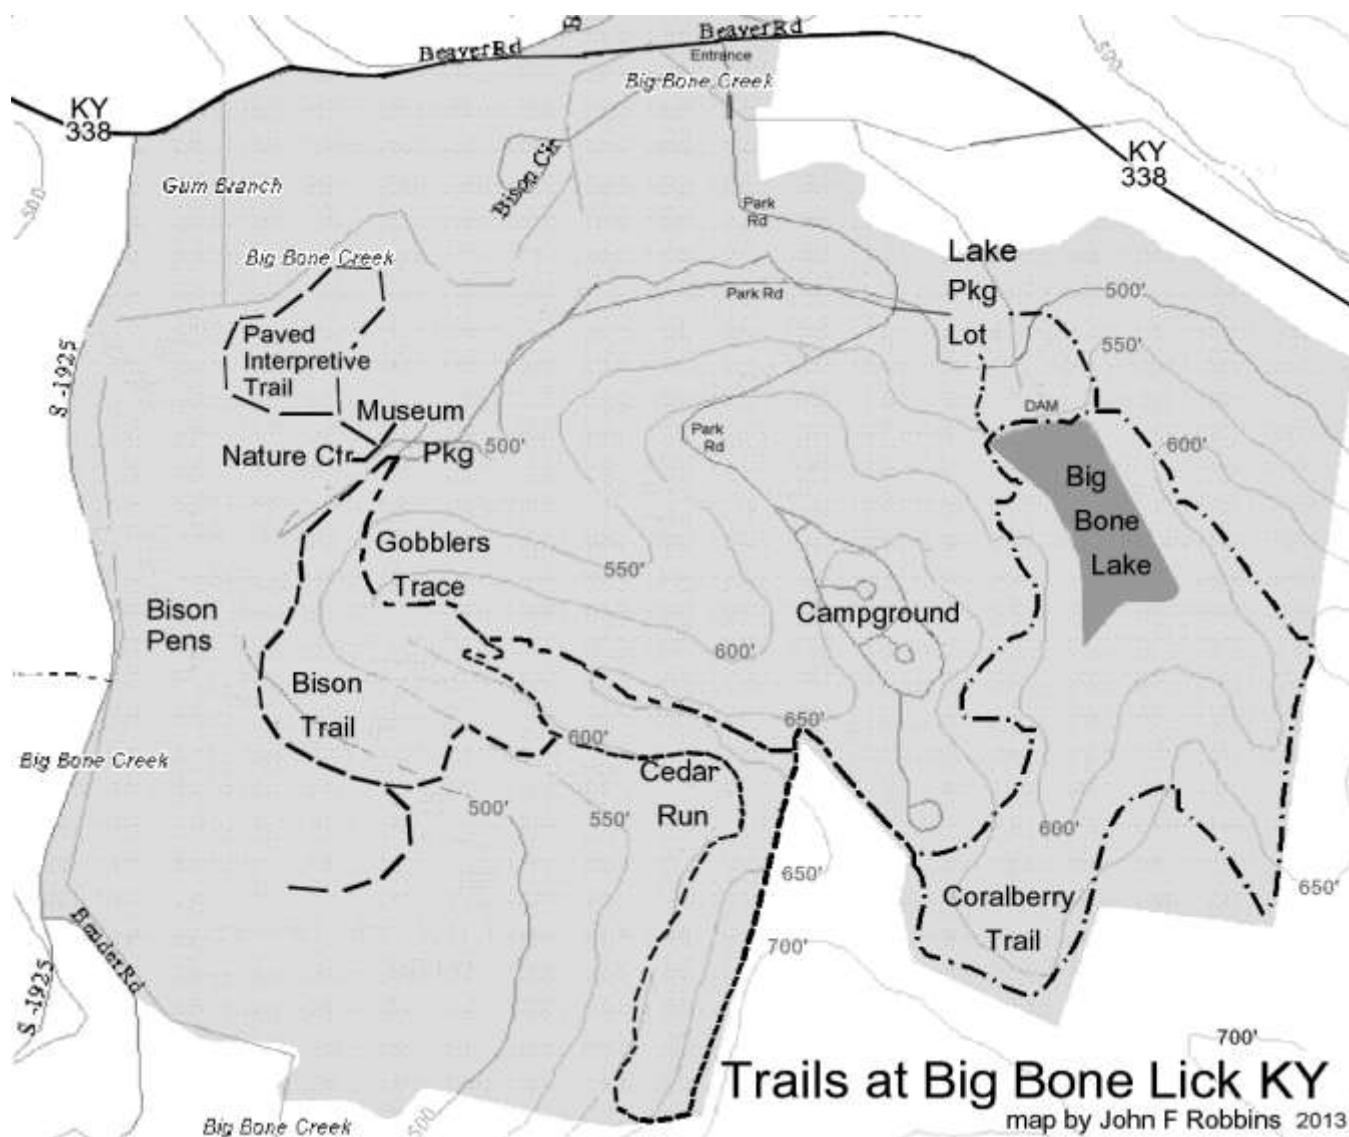 Beaver Rd
Beaver Rd
Entrance
Big Bone Creek
KY
338
KY
338
Bison Cir
Gum Branch
500'
500'
Park
Rd
Big Bone Creek
Lake
Pkg
Lot
Park Rd
500'
550'
Paved
Interpretive
Trail
S -1925
Museum
Nature Ctr
Pkg
500'
Park
Rd
DAM
600'
Big
Bone
Lake
Gobblers
Trace
550'
Campground
Bison
Pens
600'
Bison
Trail
650'
600'
Big Bone Creek
Cedar
Run
500'
550'
600'
650'
650'
Coralberry
Trail
700'
Bender Rd
S -1925
700'
Trails at Big Bone Lick KY
map by John F Robbins 2013
500
Big Bone Creek